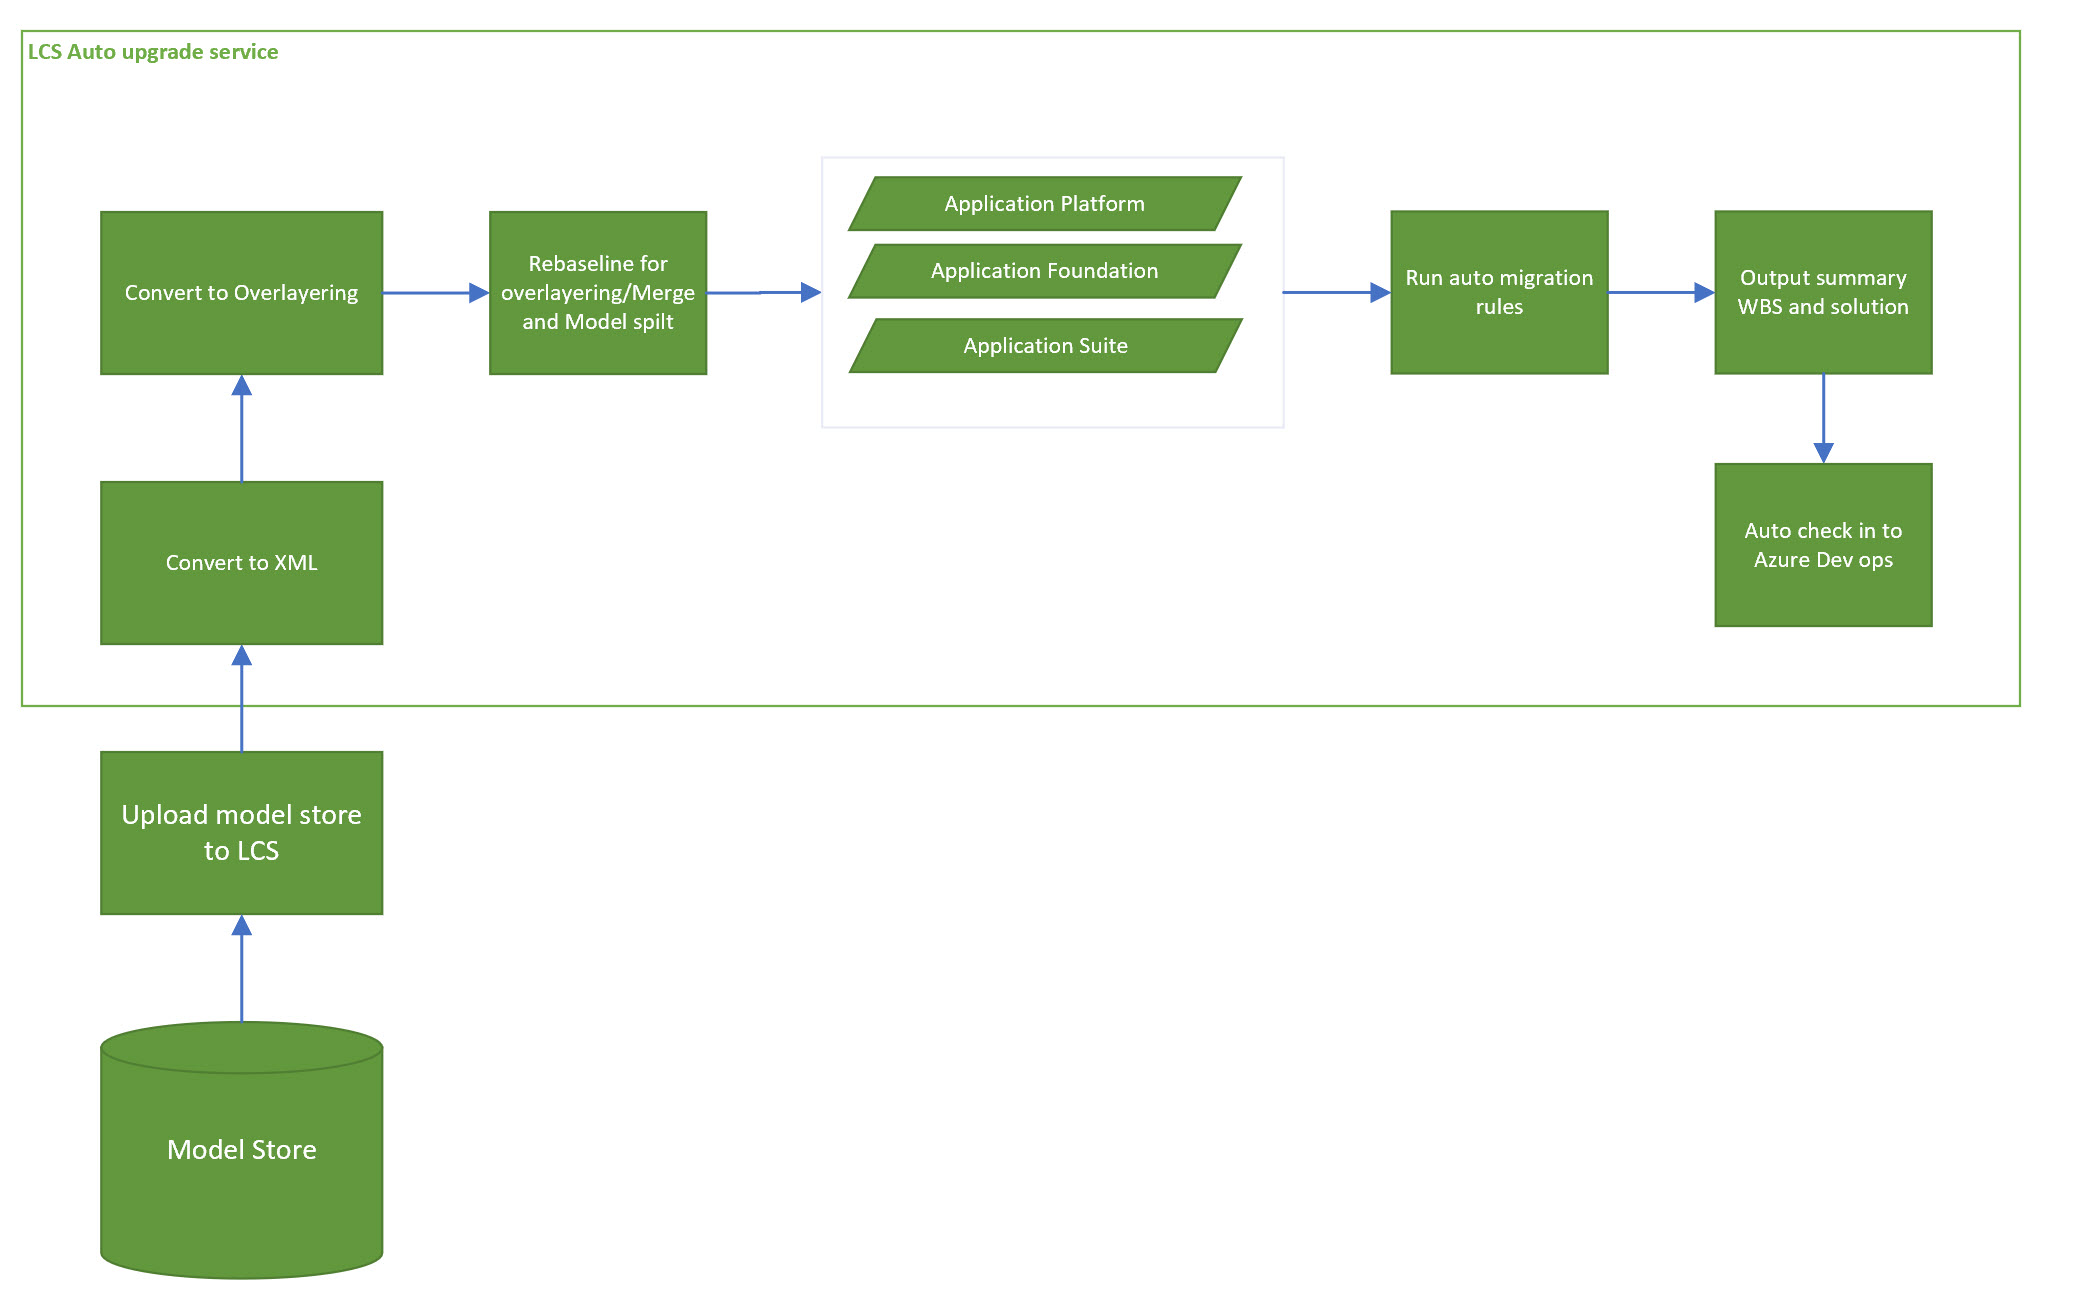 LCS Auto upgrade service
Application Platform
Application Foundation
Application Suite
Convert to Overlayering
Rebaseline for
overlayering/Merge
and Model spilt
Run auto migration
rules
Output summary
WBS and solution
Convert to XML
Auto check in to
Azure Dev ops
Upload model store
to LCS
Model Store